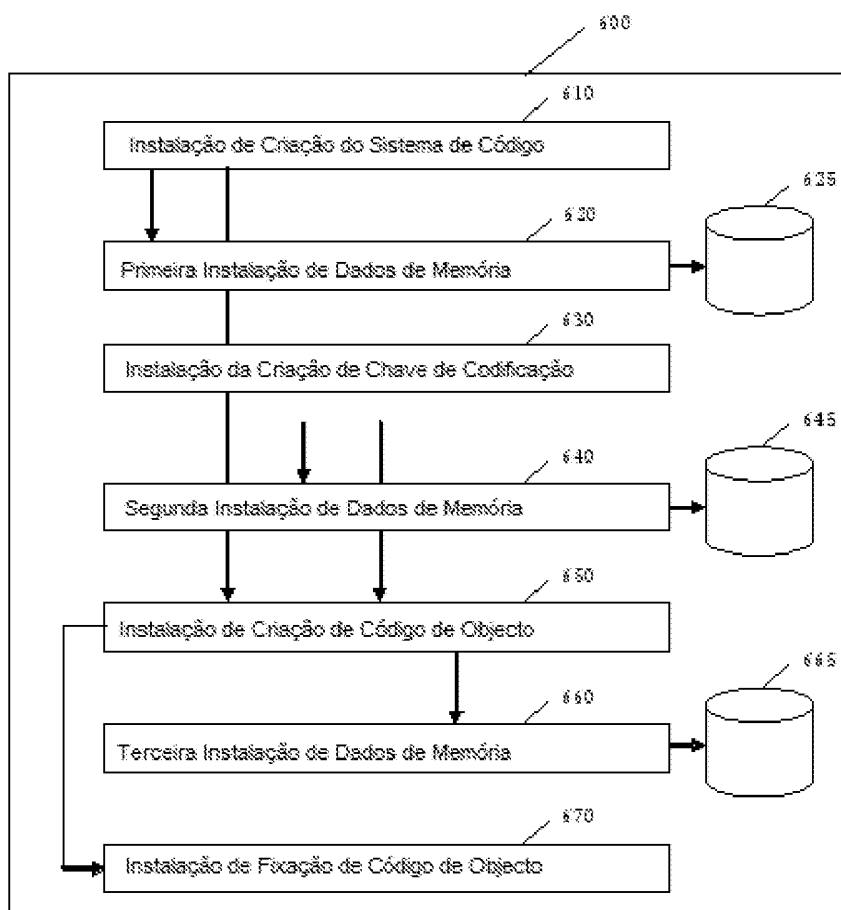 600
610
Instalação de Criação do Sistema de Código
625
620
Primeira Instalação de Dados de Memória
630
Instalação da Criação de Chave de Codificação
645
640
Segunda Instalação de Dados de Memória
650
Instalação de Criação de Código de Objecto
665
660
Terceira Instalação de Dados de Memória
670
Instalação de Fixação de Código de Objecto